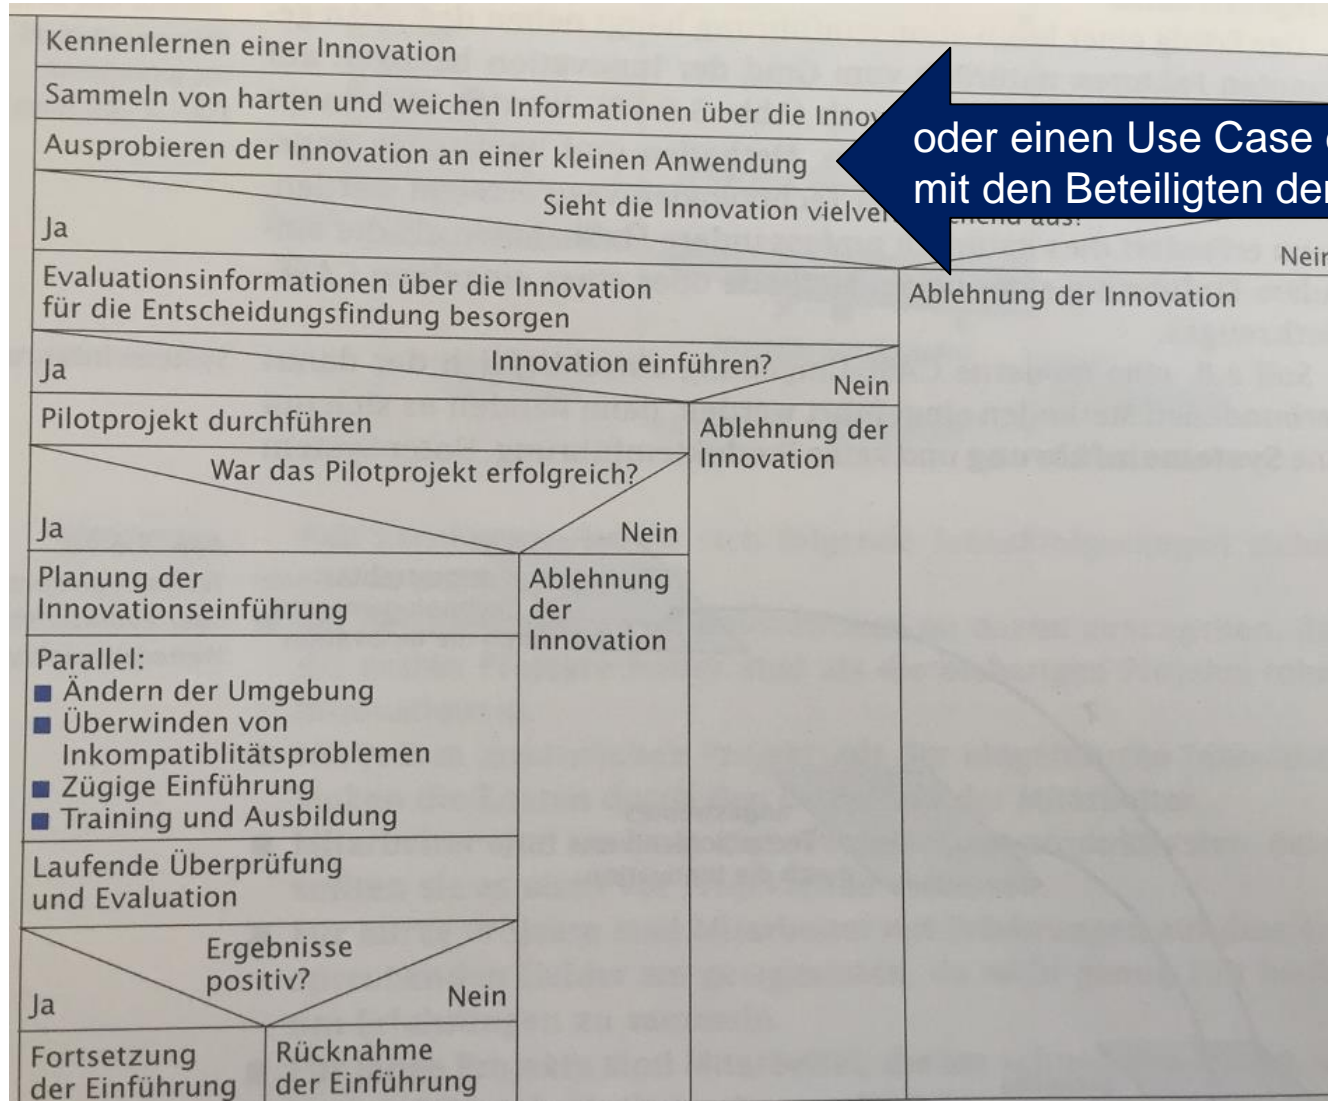 Kennenlernen einer Innovation
Sammeln von harten und weichen Informationen über die
oder einen Use Case
mit den Beteiligten
Ausprobieren der Innovation an einer kleinen Anwendung
Sieht die Innovation aus?
Ja
Nein
Evaluationsinformationen über die Innovation
für die Entscheidungsfindung besorgen
Ablehnung der Innovation
Innovation einführen?
Ja
Nein
Pilotprojekt durchführen
Ablehnung der
Innovation
War das Pilotprojekt erfolgreich?
Ja
Nein
Planung der
Innovationseinführung
Ablehnung
der
Innovation
Parallel:
■ Ändern der Umgebung
■ Überwinden von
Inkompatiblitätsproblemen
■ Zügige Einführung
■ Training und Ausbildung
Laufende Überprüfung
und Evaluation
Ergebnisse
positiv?
Ja
Nein
Fortsetzung
der Einführung
Rücknahme
der Einführung